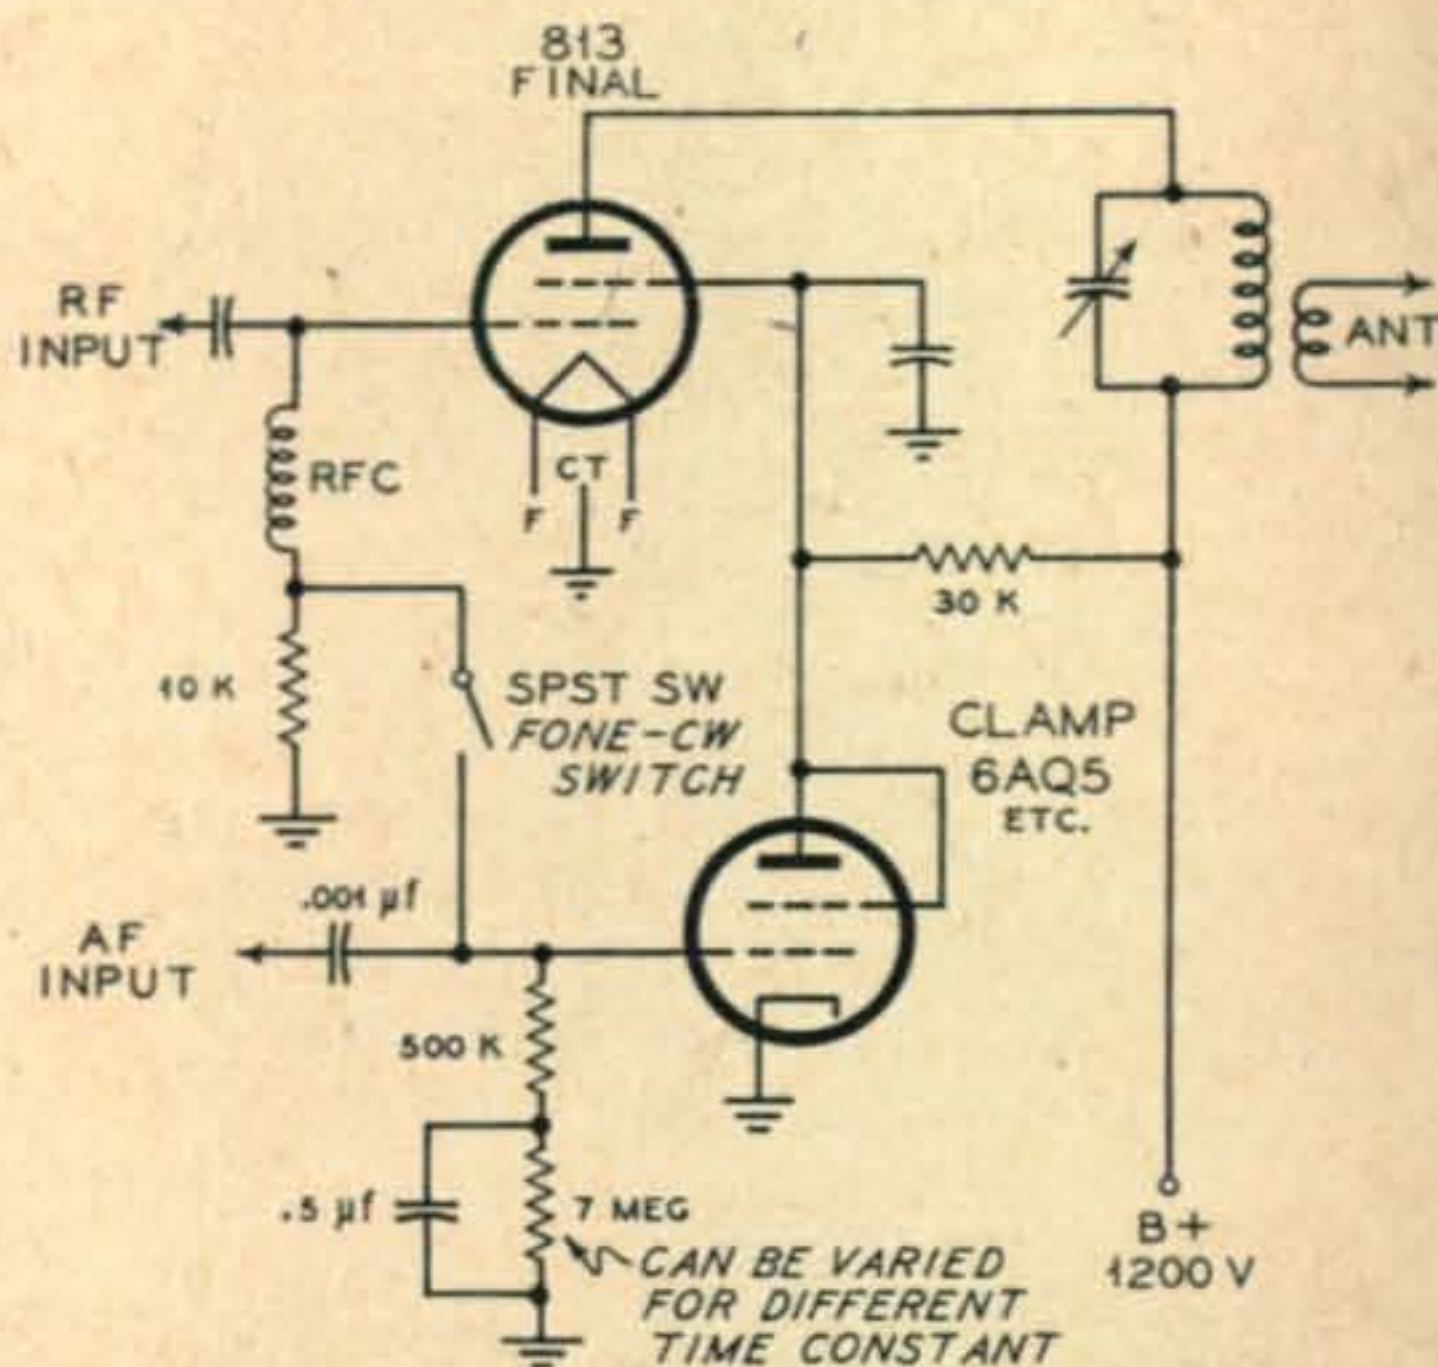 813
FINAL
RF
INPUT
ANT
RFC
CT
F F
30 K
10 K
SPST SW
FONE-CW
SWITCH
CLAMP
6AQ5
ETC.
.001 µf
AF
INPUT
500 K
.5 µf
7 MEG
CAN BE VARIED
FOR DIFFERENT
TIME CONSTANT
B+
1200 V